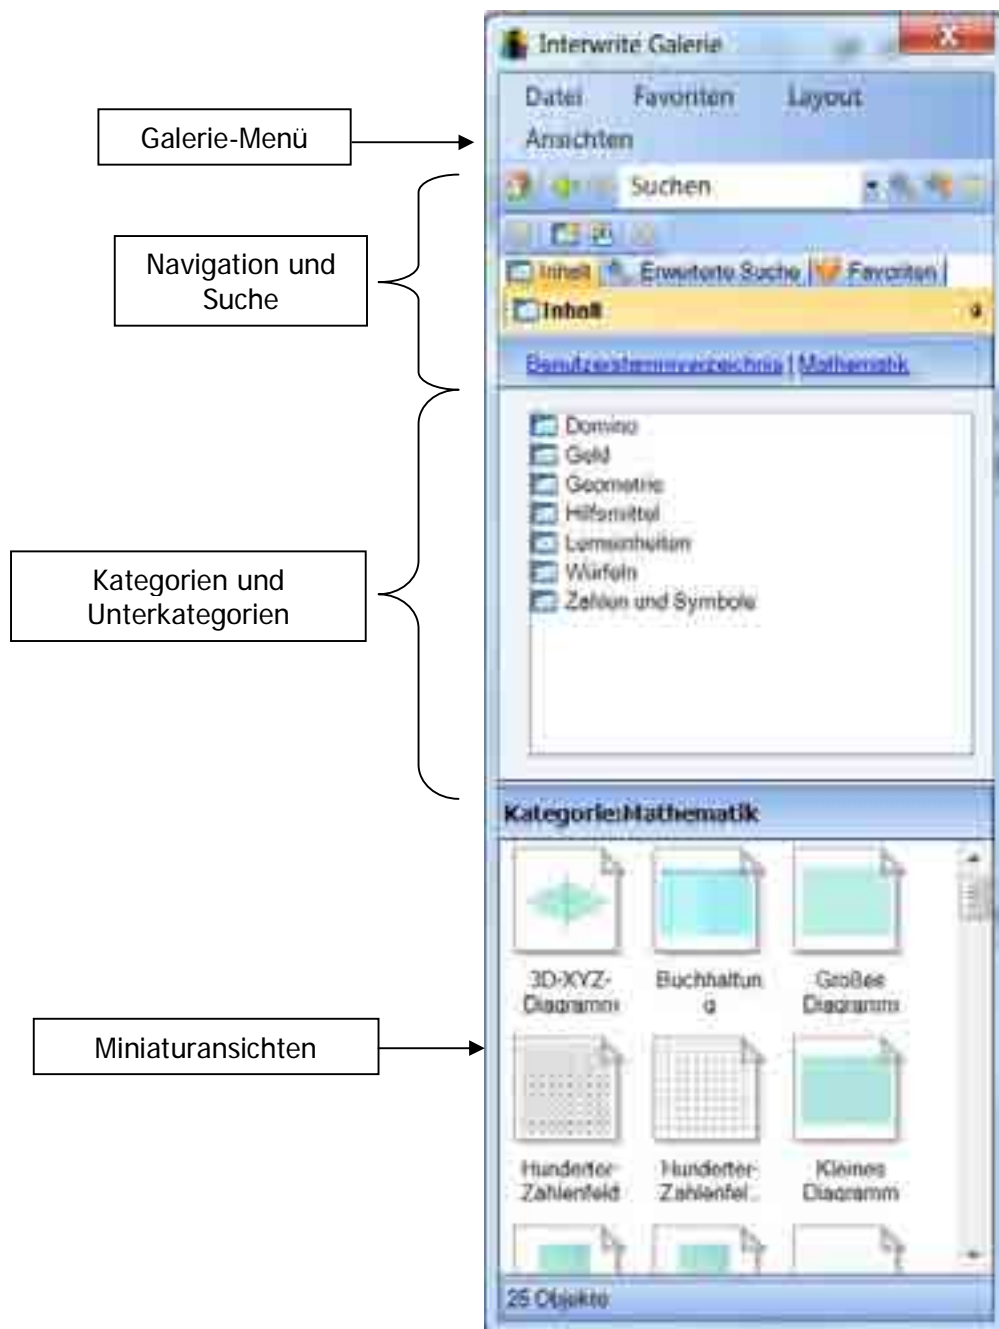 Interwrite Galerie
Datei Favoriten Layout
Ansichten
Galerie-Menü
Suchen
Navigation und
Suche
Inhalt Erweiterte Suche Favoriten
Inhalt
Benutzerstammverzeichnis | Mathematik
Domino
Geld
Geometrie
Hilfsmittel
Lerneinheiten
Würfeln
Zahlen und Symbole
Kategorien und
Unterkategorien
Kategorie:Mathematik
3D-XYZ-
Diagramm
Buchhaltun
g
Großes
Diagramm
Miniaturansichten
Hunderter-
Zahlenfeld
Hunderter-
Zahlenfel...
Kleines
Diagramm
25 Objekte